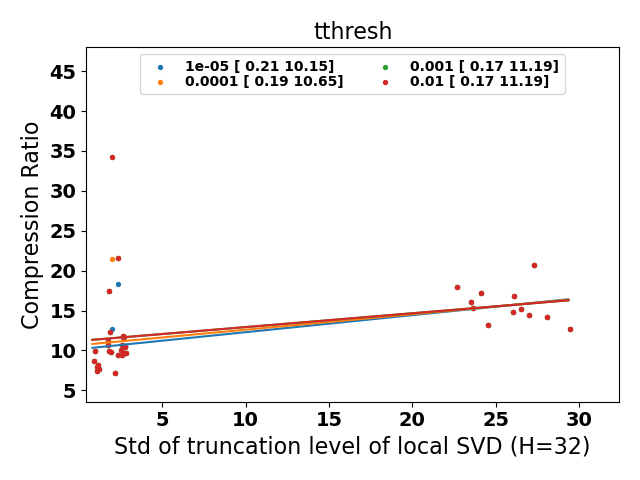 tthresh
1e-05 [ 0.21 10.15]
0.0001 [ 0.19 10.65]
0.001 [ 0.17 11.19]
0.01 [ 0.17 11.19]
Compression Ratio
45
40
35
30
25
20
15
10
5
5 10 15 20 25 30
Std of truncation level of local SVD (H=32)